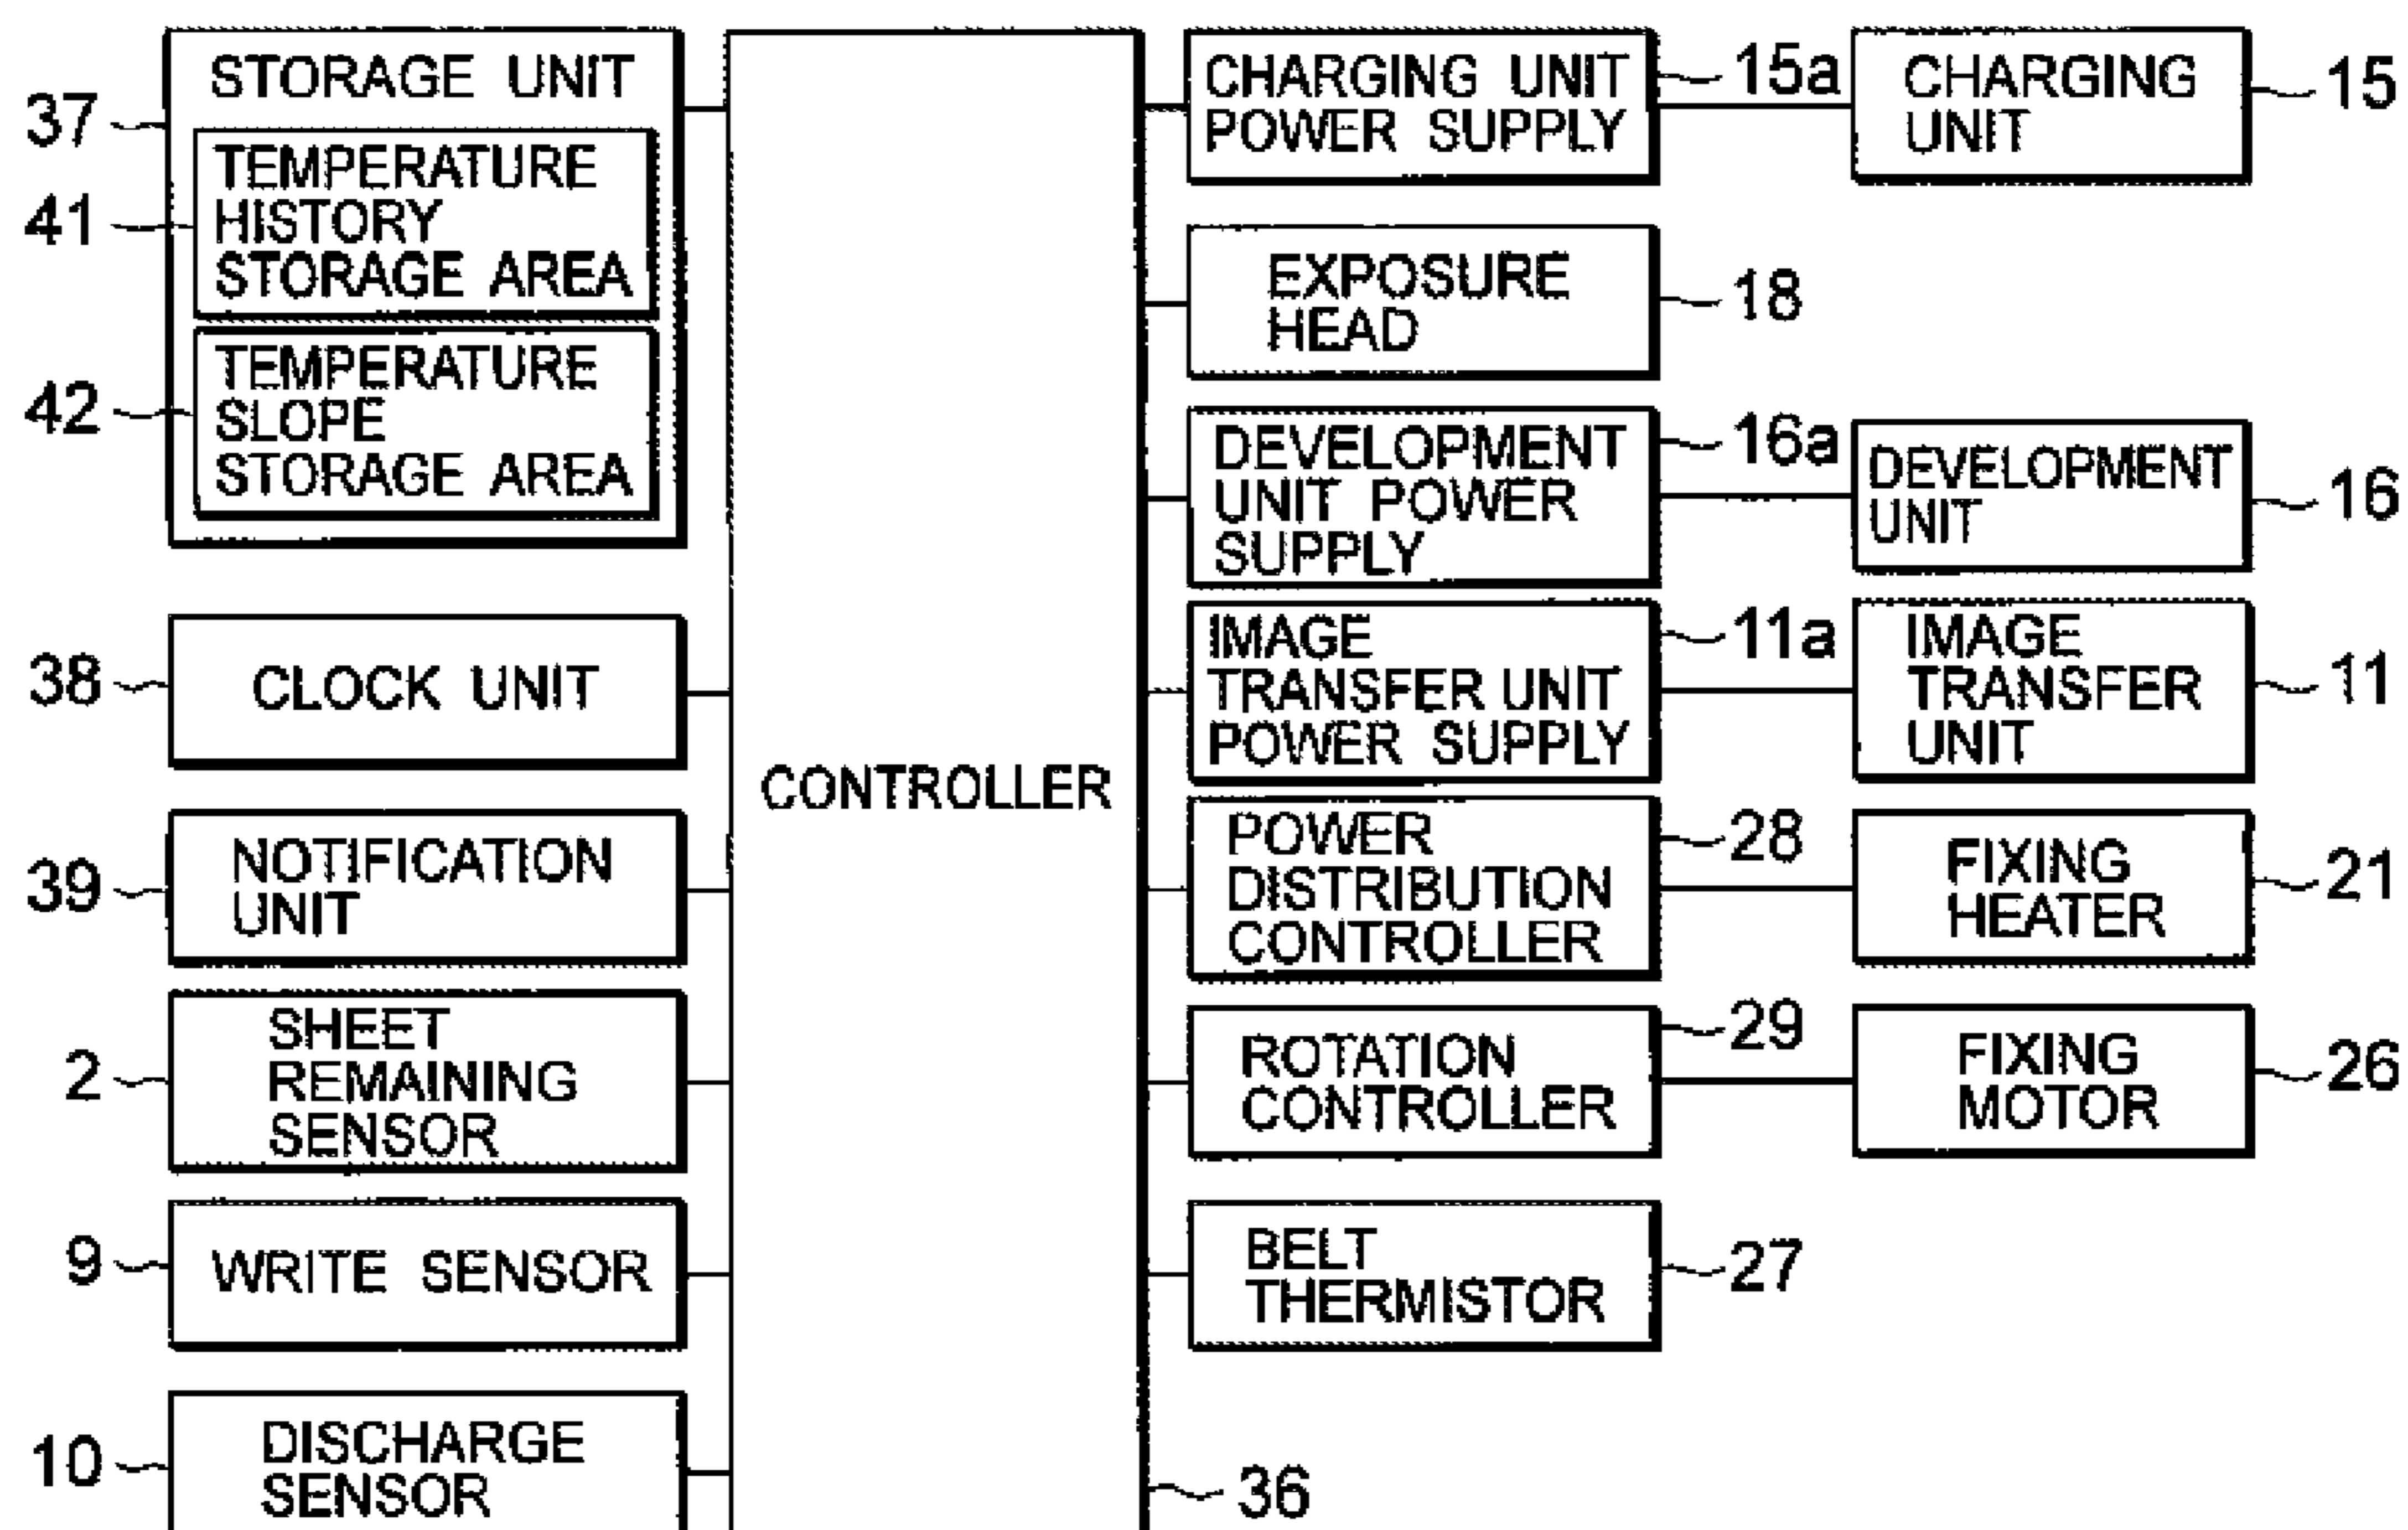 STORAGE UNIT
37
TEMPERATURE
HISTORY
STORAGE AREA
41
TEMPERATURE
SLOPE
STORAGE AREA
42
CLOCK UNIT
38
NOTIFICATION
UNIT
39
SHEET
REMAINING
SENSOR
2
WRITE SENSOR
9
DISCHARGE
SENSOR
10
CONTROLLER
36
CHARGING UNIT
POWER SUPPLY
15a
CHARGING
UNIT
15
EXPOSURE
HEAD
18
DEVELOPMENT
UNIT POWER
SUPPLY
16a
DEVELOPMENT
UNIT
16
IMAGE
TRANSFER UNIT
POWER SUPPLY
11a
IMAGE
TRANSFER
UNIT
11
POWER
DISTRIBUTION
CONTROLLER
28
FIXING
HEATER
21
ROTATION
CONTROLLER
29
FIXING
MOTOR
26
BELT
THERMISTOR
27